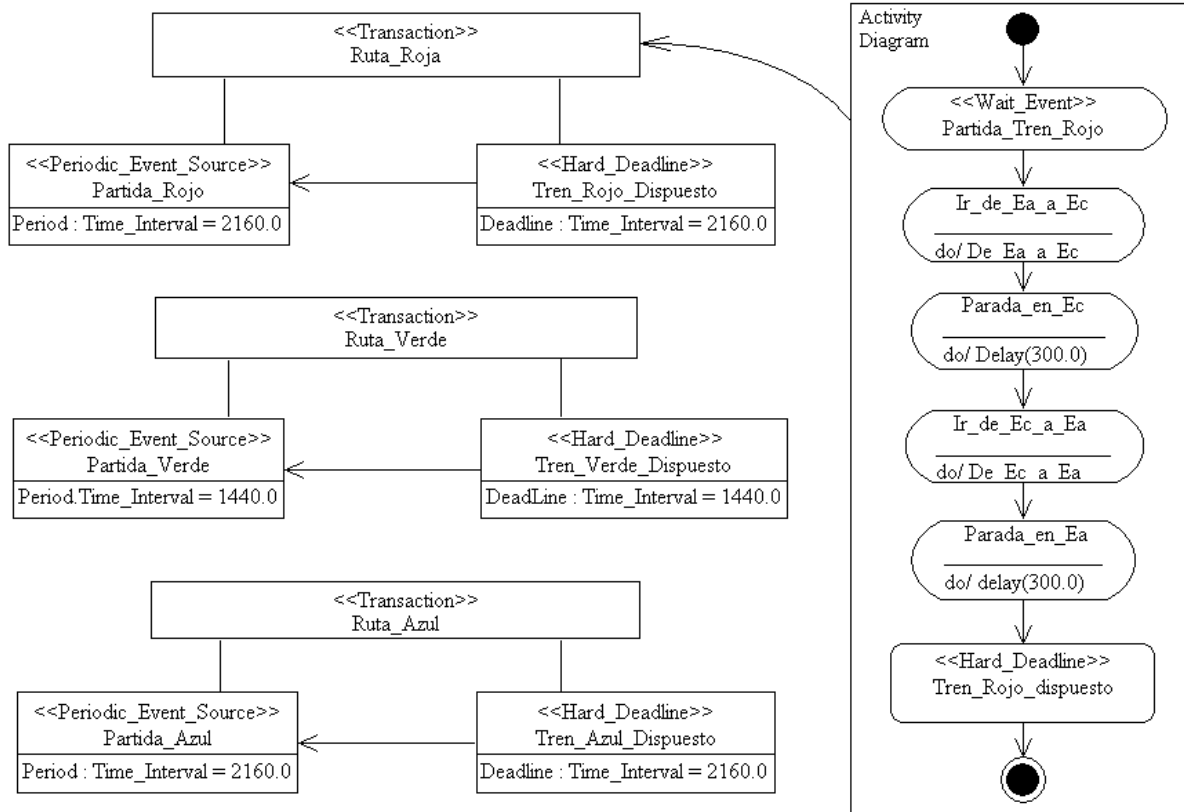 <<Transaction>>
Ruta_Roja
<<Periodic_Event_Source>>
Partida_Rojo
Period : Time_Interval = 2160.0
<<Hard_Deadline>>
Tren_Rojo_Dispuesto
Deadline : Time_Interval = 2160.0
<<Transaction>>
Ruta_Verde
<<Periodic_Event_Source>>
Partida_Verde
Period.Time_Interval = 1440.0
<<Hard_Deadline>>
Tren_Verde_Dispuesto
DeadLine : Time_Interval = 1440.0
<<Transaction>>
Ruta_Azul
<<Periodic_Event_Source>>
Partida_Azul
Period : Time_Interval = 2160.0
<<Hard_Deadline>>
Tren_Azul_Dispuesto
Deadline : Time_Interval = 2160.0
Activity
Diagram
<<Wait_Event>>
Partida_Tren_Rojo
Ir_de_Ea_a_Ec
do/ De_Ea_a_Ec
Parada_en_Ec
do/ Delay(300.0)
Ir_de_Ec_a_Ea
do/ De_Ec_a_Ea
Parada_en_Ea
do/ delay(300.0)
<<Hard_Deadline>>
Tren_Rojo_dispuesto